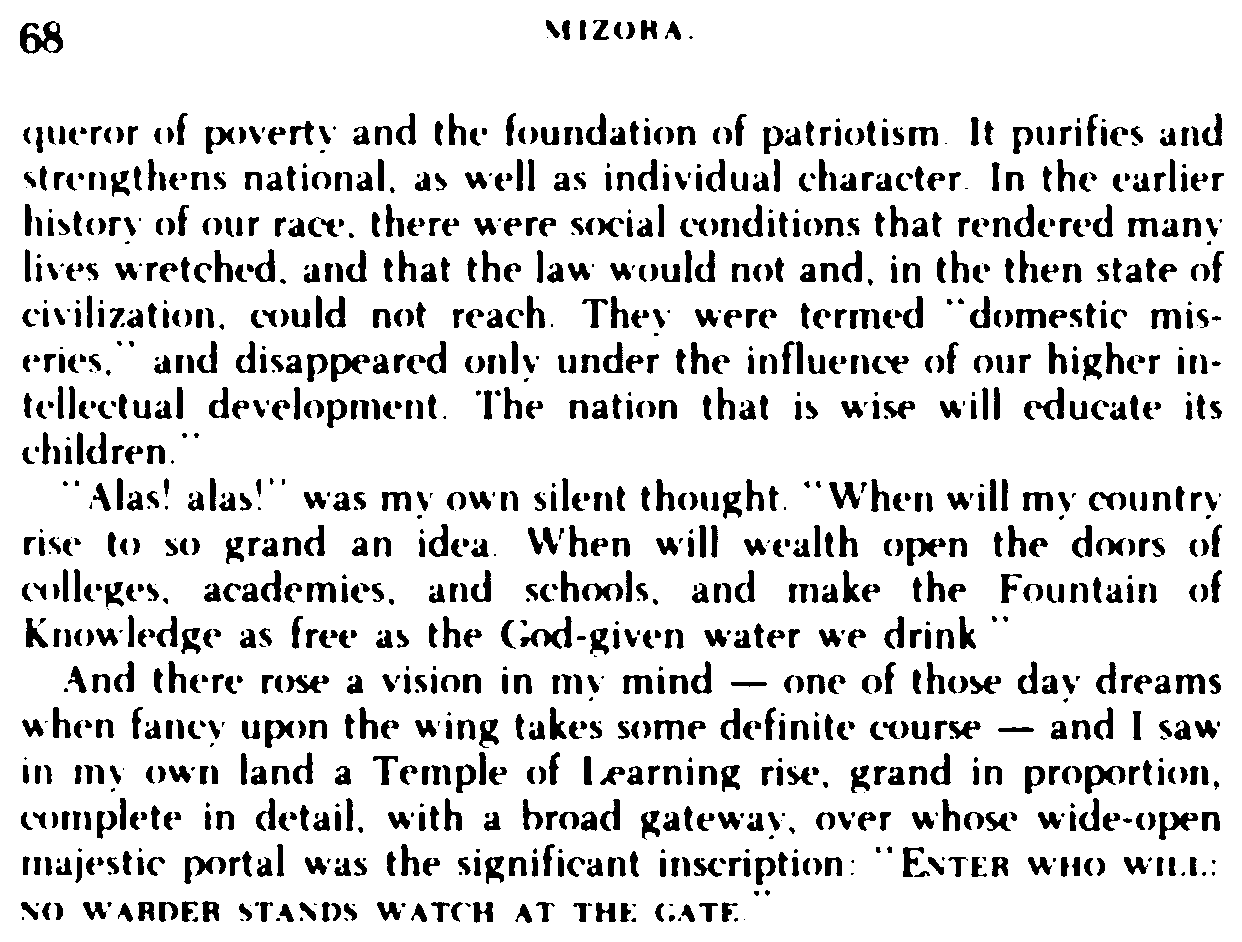 68
MIZORA.
queror of poverty and the foundation of patriotism. It purifies and
strengthens national, as well as individual character. In the earlier
history of our race, there were social conditions that rendered many
lives wretched, and that the law would not and, in the then state of
civilization, could not reach. They were termed "domestic mis-
eries," and disappeared only under the influence of our higher in-
tellectual development. The nation that is wise will educate its
children."
"Alas! alas!" was my own silent thought. "When will my country
rise to so grand an idea. When will wealth open the doors of
colleges, academies, and schools, and make the Fountain of
Knowledge as free as the God-given water we drink."
And there rose a vision in my mind — one of those day dreams
when fancy upon the wing takes some definite course — and I saw
in my own land a Temple of Learning rise, grand in proportion,
complete in detail, with a broad gateway, over whose wide-open
majestic portal was the significant inscription: "ENTER WHO WILL:
NO WARDER STANDS WATCH AT THE GATE."